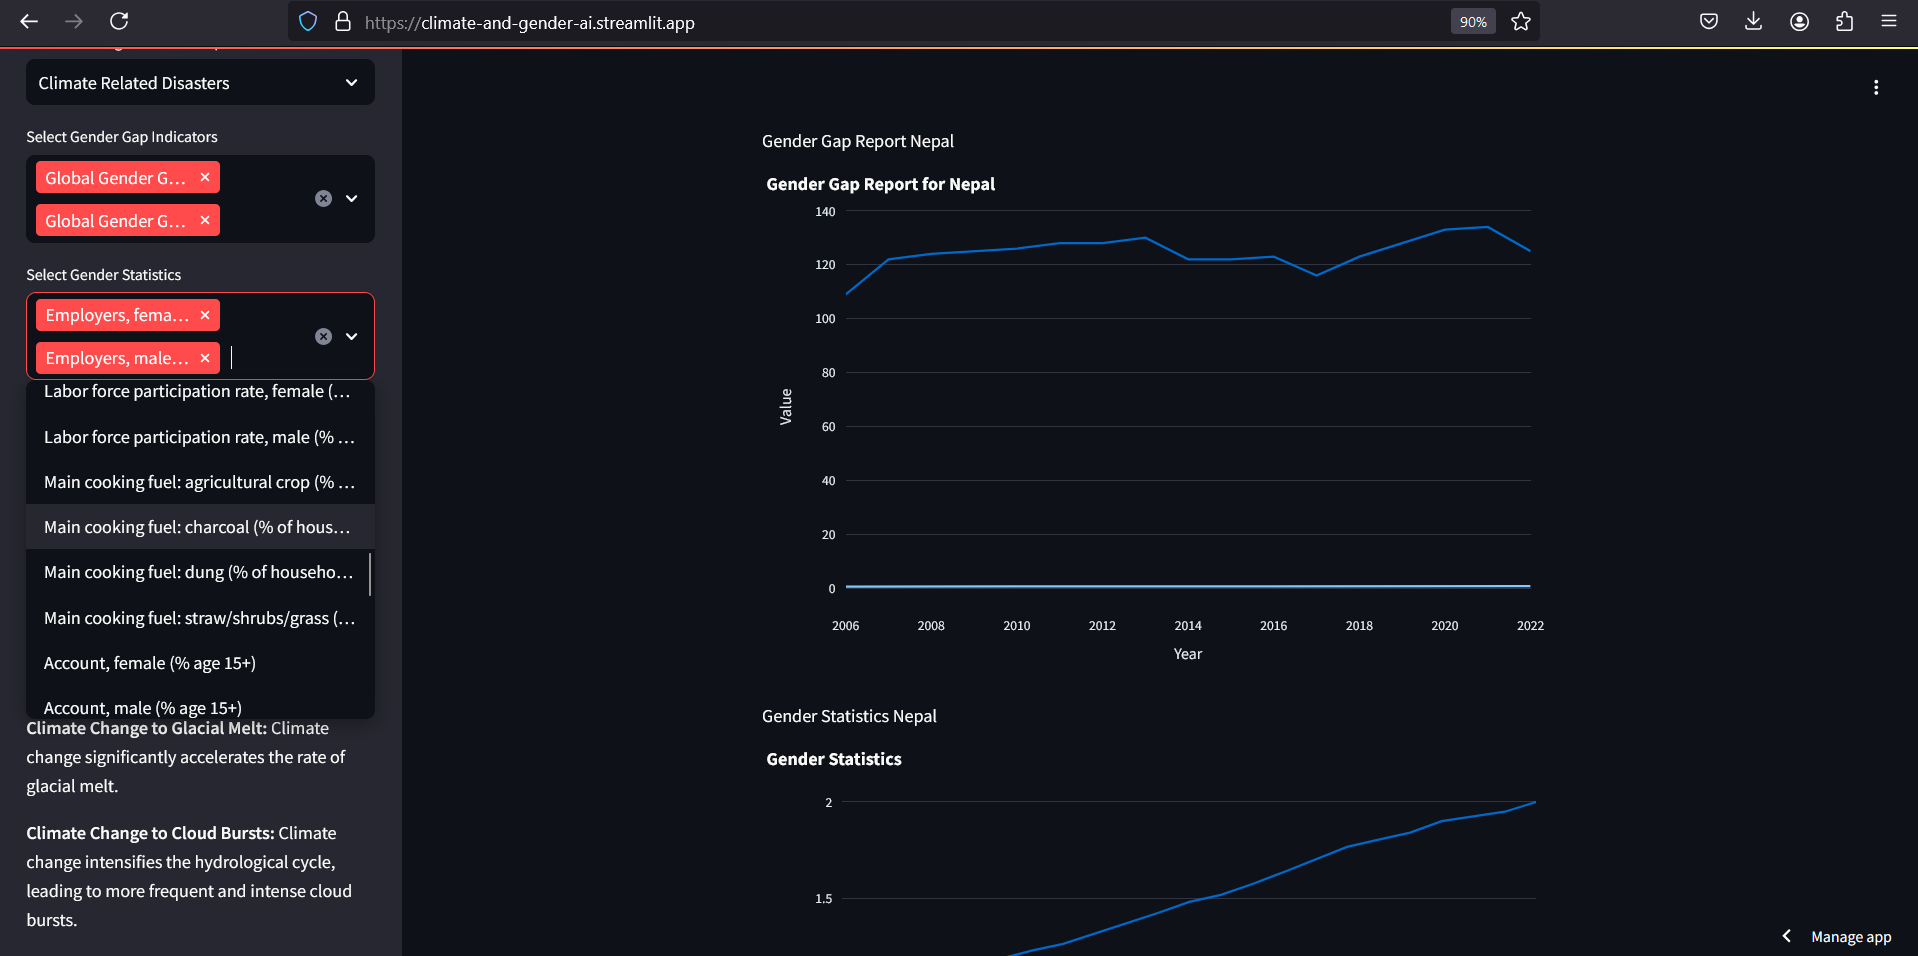 https://climate-and-gender-ai.streamlit.app
90%
Climate Related Disasters
Select Gender Gap Indicators
Global Gender G...
Global Gender G...
Select Gender Statistics
Employers, fema...
Employers, male...
Labor force participation rate, female (...
Labor force participation rate, male (% ...
Main cooking fuel: agricultural crop (% ...
Main cooking fuel: charcoal (% of hous...
Main cooking fuel: dung (% of househo...
Main cooking fuel: straw/shrubs/grass (...
Account, female (% age 15+)
Account, male (% age 15+)
Climate Change to Glacial Melt: Climate
change significantly accelerates the rate of
glacial melt.
Climate Change to Cloud Bursts: Climate
change intensifies the hydrological cycle,
leading to more frequent and intense cloud
bursts.
Gender Gap Report Nepal
Gender Gap Report for Nepal
140
120
100
80
60
40
20
0
Value
2006 2008 2010 2012 2014 2016 2018 2020 2022
Year
Gender Statistics Nepal
Gender Statistics
2
1.5
Manage app